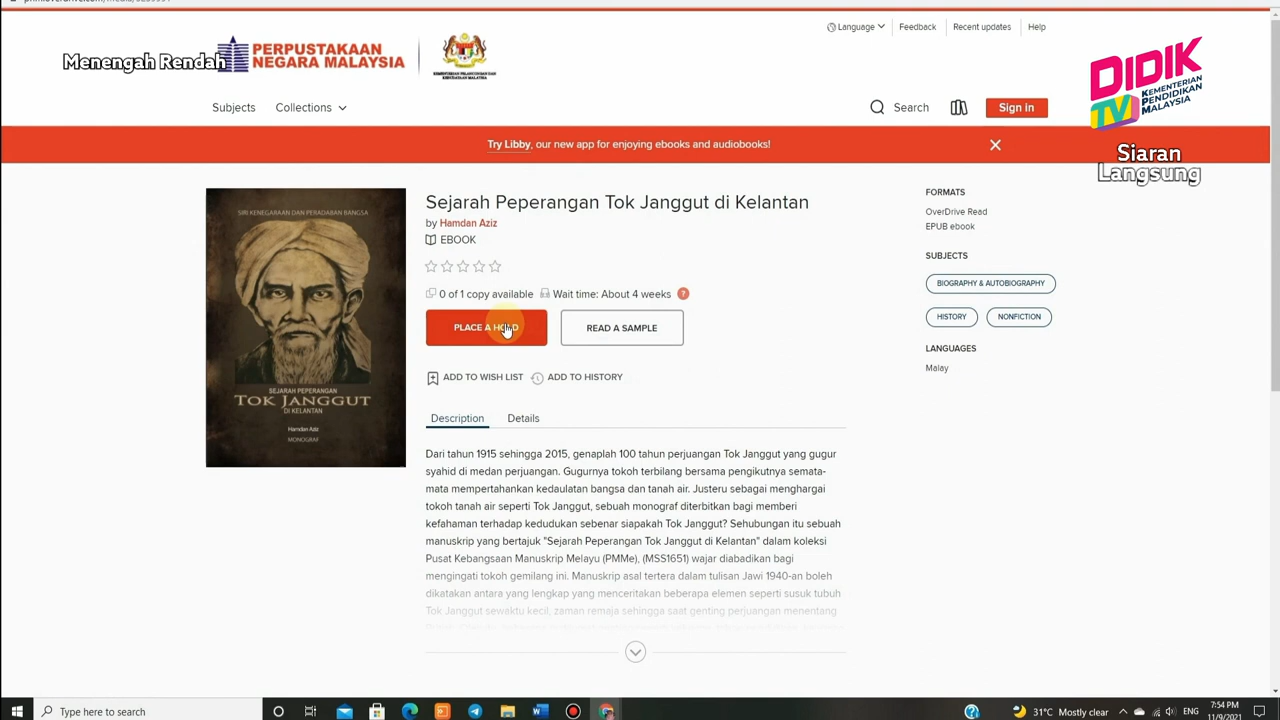 Language
Feedback
Recent updates
Help
Menengah Rendah
PERPUSTAKAAN
NEGARA MALAYSIA
DIDIK
TV
KEMENTERIAN
PENDIDIKAN
MALAYSIA
Subjects
Collections
Search
Sign in
Siaran
Langsung
Try Libby, our new app for enjoying ebooks and audiobooks!
SIRI KENEGARAAN DAN PERADABAN BANGSA
SEJARAH PEPERANGAN
TOK JANGGUT
DI KELANTAN
Hamdan Aziz
MONOGRAF
Sejarah Peperangan Tok Janggut di Kelantan
by Hamdan Aziz
EBOOK
0 of 1 copy available
Wait time: About 4 weeks
?
PLACE A HOLD
READ A SAMPLE
ADD TO WISH LIST
ADD TO HISTORY
Description
Details
Dari tahun 1915 sehingga 2015, genaplah 100 tahun perjuangan Tok Janggut yang gugur
syahid di medan perjuangan. Gugurnya tokoh terbilang bersama pengikutnya semata-
mata mempertahankan kedaulatan bangsa dan tanah air. Justeru sebagai menghargai
tokoh tanah air seperti Tok Janggut, sebuah monograf diterbitkan bagi memberi
kefahaman terhadap kedudukan sebenar siapakah Tok Janggut? Sehubungan itu sebuah
manuskrip yang bertajuk "Sejarah Peperangan Tok Janggut di Kelantan" dalam koleksi
Pusat Kebangsaan Manuskrip Melayu (PMMe), (MSS1651) wajar diabadikan bagi
mengingati tokoh gemilang ini. Manuskrip asal tertera dalam tulisan Jawi 1940-an boleh
dikatakan antara yang lengkap yang menceritakan beberapa elemen seperti susuk tubuh
Tok Janggut sewaktu kecil, zaman remaja sehingga saat genting perjuangan menentang
FORMATS
OverDrive Read
EPUB ebook
SUBJECTS
BIOGRAPHY & AUTOBIOGRAPHY
HISTORY
NONFICTION
LANGUAGES
Malay
Type here to search
31°C Mostly clear
ENG
7:54 PM
11/9/2021